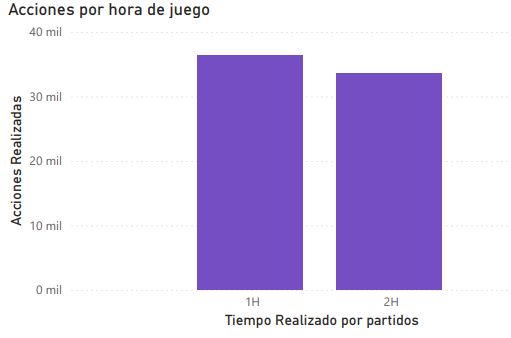 Acciones por hora de juego
40 mil
30 mil
20 mil
10 mil
0 mil
Acciones Realizadas
1H 2H
Tiempo Realizado por partidos